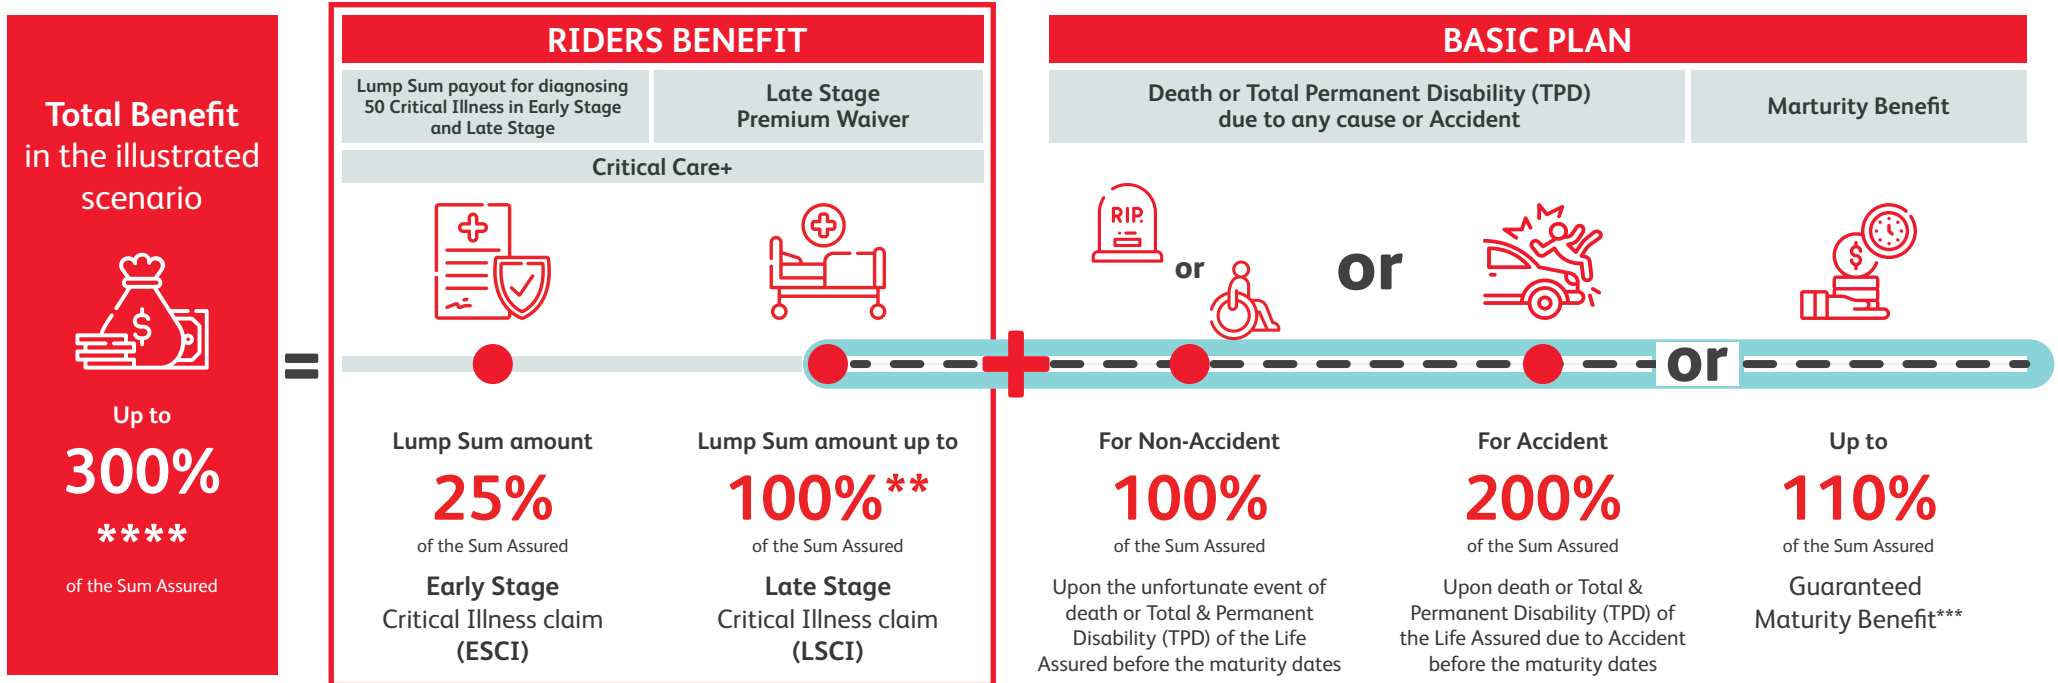 Total Benefit
in the illustrated
scenario
Up to
300%
****
of the Sum Assured
=
RIDERS BENEFIT
Lump Sum payout for diagnosing
50 Critical Illness in Early Stage
and Late Stage
Late Stage
Premium Waiver
Critical Care+
Lump Sum amount
25%
of the Sum Assured
Early Stage
Critical Illness claim
(ESCI)
Lump Sum amount up to
100%**
of the Sum Assured
Late Stage
Critical Illness claim
(LSCI)
+
BASIC PLAN
Death or Total Permanent Disability (TPD)
due to any cause or Accident
Marturity Benefit
RIP.
or
or
$
or
For Non-Accident
100%
of the Sum Assured
Upon the unfortunate event of
death or Total & Permanent
Disability (TPD) of the Life
Assured before the maturity dates
For Accident
200%
of the Sum Assured
Upon death or Total &
Permanent Disability (TPD) of
the Life Assured due to Accident
before the maturity dates
Up to
110%
of the Sum Assured
Guaranteed
Maturity Benefit***